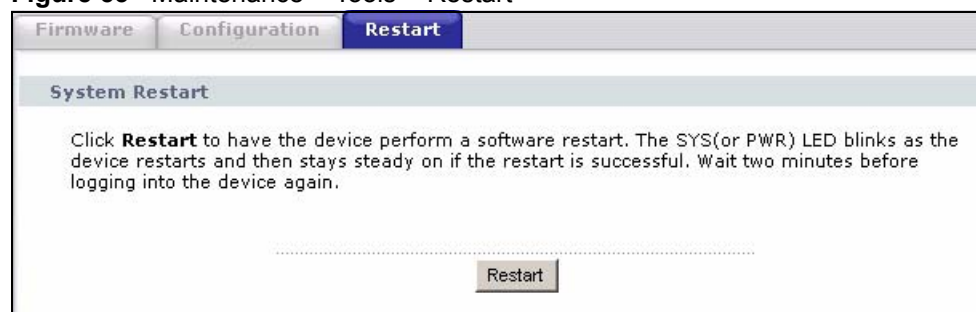 Maintenance Tools Restart
Firmware Configuration Restart
System Restart
Click Restart to have the device perform a software restart. The SYS(or PWR) LED blinks as the
device restarts and then stays steady on if the restart is successful. Wait two minutes before
logging into the device again.
Restart